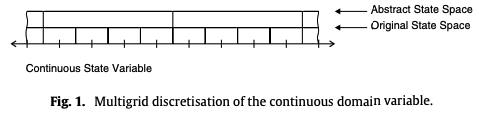 Abstract State Space
Original State Space
Continuous State Variable
Fig. 1. Multigrid discretisation of the continuous domain variable.